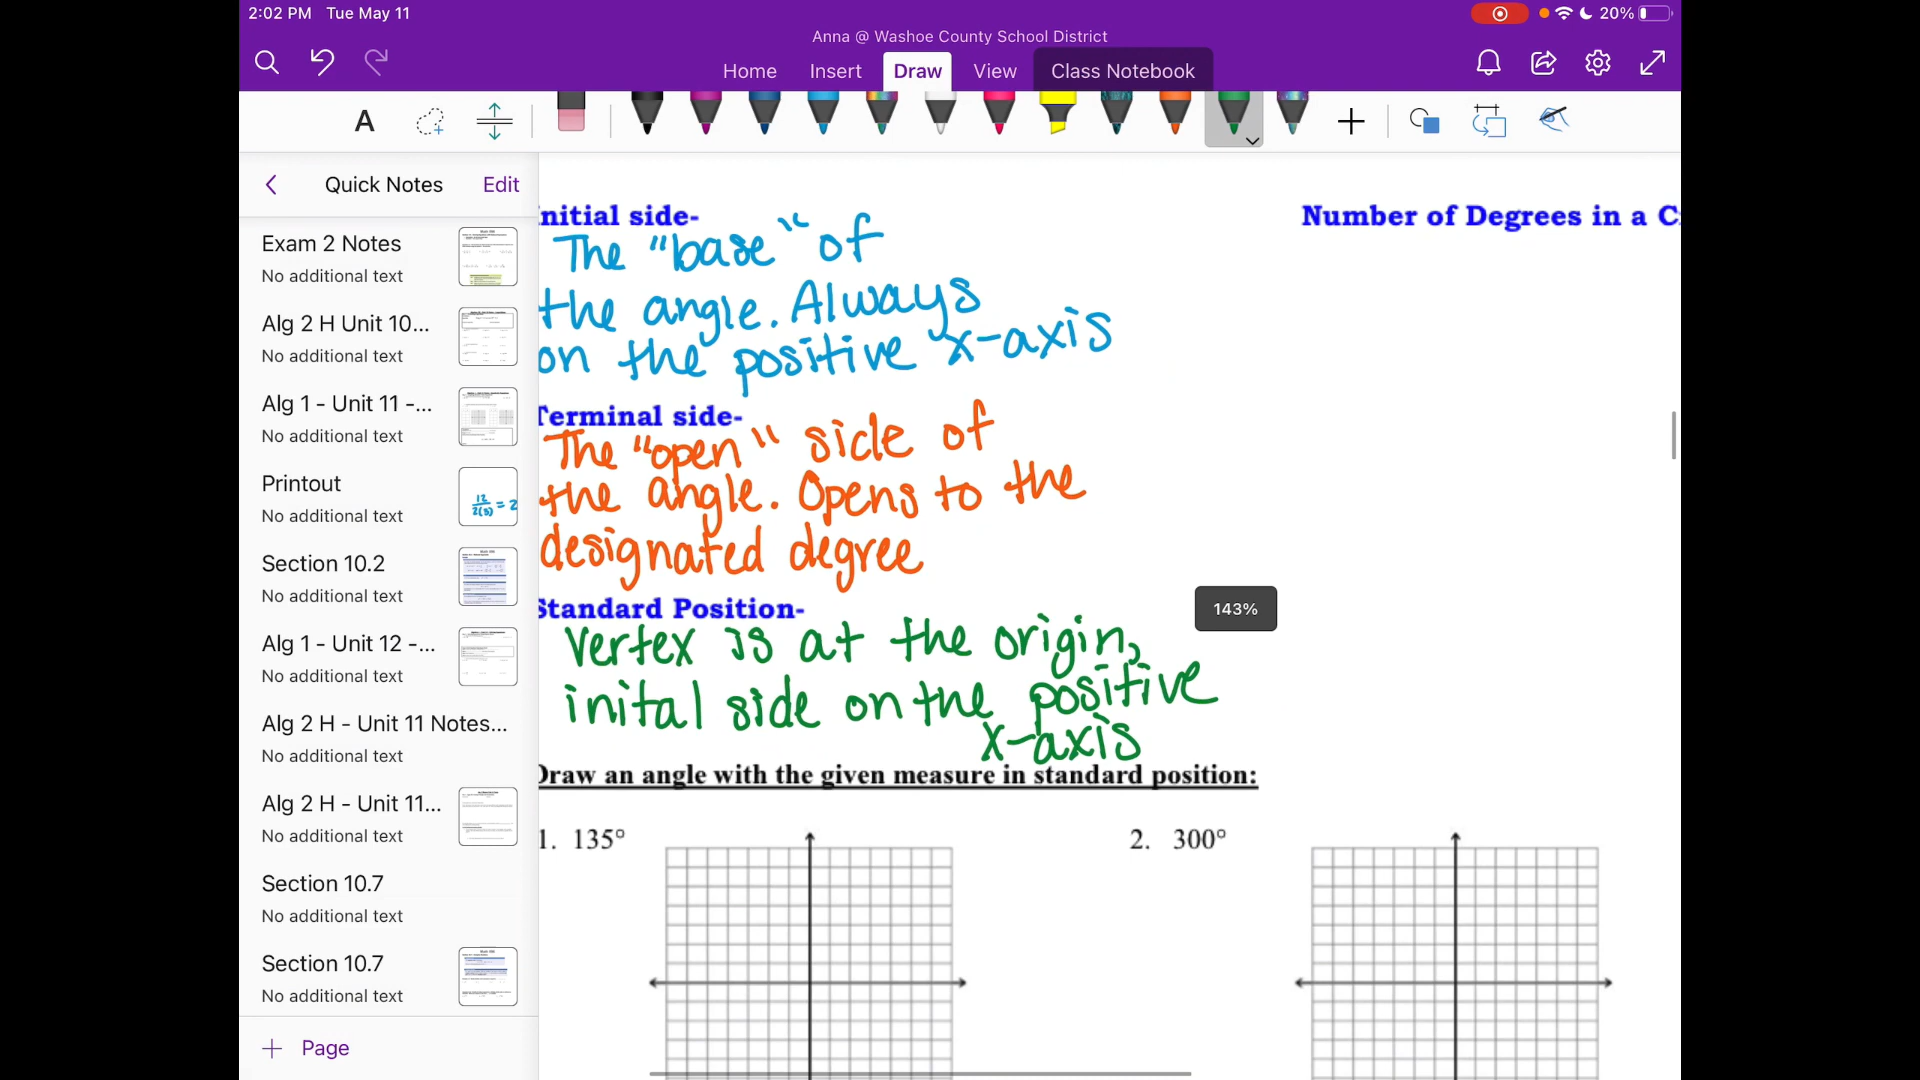 2:02 PM Tue May 11
20%
Anna @ Washoe County School District
Home Insert Draw View Class Notebook
A
Quick Notes Edit
Exam 2 Notes
No additional text
Alg 2 H Unit 10...
No additional text
Alg 1 - Unit 11 -...
No additional text
Printout
No additional text
12/2(3) = 2
Section 10.2
No additional text
Alg 1 - Unit 12 -...
No additional text
Alg 2 H - Unit 11 Notes...
No additional text
Alg 2 H - Unit 11...
No additional text
Section 10.7
No additional text
Section 10.7
No additional text
+ Page
Initial side-
The "base" of
the angle. Always
on the positive x-axis
Number of Degrees in a C
Terminal side-
The "open" side of
the angle. Opens to the
designated degree
Standard Position-
Vertex is at the origin,
inital side on the positive
x-axis
143%
Draw an angle with the given measure in standard position:
1. 135°
2. 300°